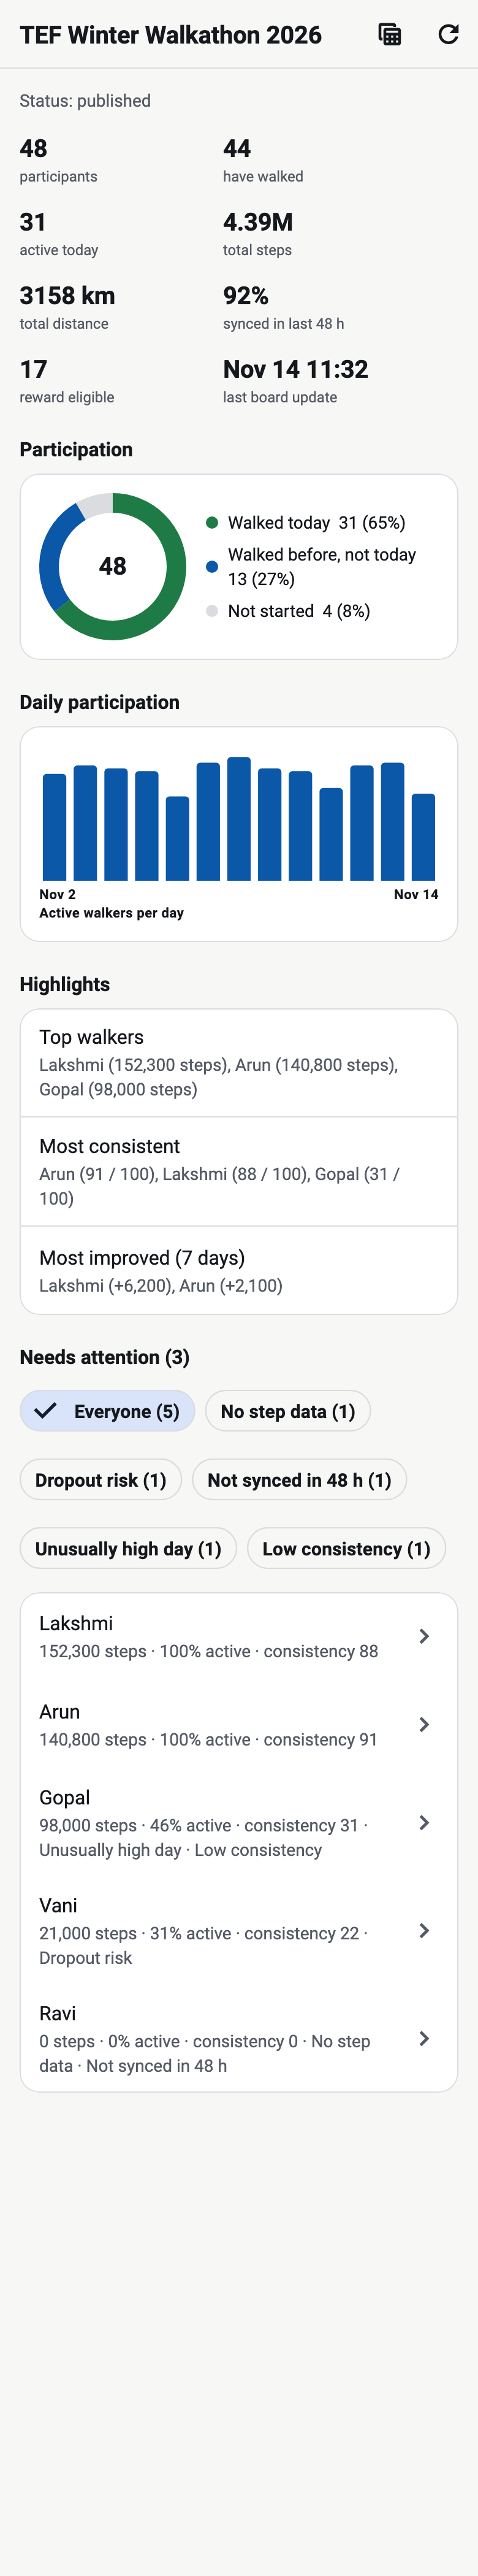 TEF Winter Walkathon 2026
Status: published
48
participants
44
have walked
31
active today
4.39M
total steps
3158 km
total distance
92%
synced in last 48 h
17
reward eligible
Nov 14 11:32
last board update
Participation
48
Walked today 31 (65%)
Walked before, not today
13 (27%)
Not started 4 (8%)
Daily participation
Nov 2
Nov 14
Active walkers per day
Highlights
Top walkers
Lakshmi (152,300 steps), Arun (140,800 steps),
Gopal (98,000 steps)
Most consistent
Arun (91 / 100), Lakshmi (88 / 100), Gopal (31 /
100)
Most improved (7 days)
Lakshmi (+6,200), Arun (+2,100)
Needs attention (3)
Everyone (5)
No step data (1)
Dropout risk (1)
Not synced in 48 h (1)
Unusually high day (1)
Low consistency (1)
Lakshmi
152,300 steps · 100% active · consistency 88
Arun
140,800 steps · 100% active · consistency 91
Gopal
98,000 steps · 46% active · consistency 31 ·
Unusually high day · Low consistency
Vani
21,000 steps · 31% active · consistency 22 ·
Dropout risk
Ravi
0 steps · 0% active · consistency 0 · No step
data · Not synced in 48 h